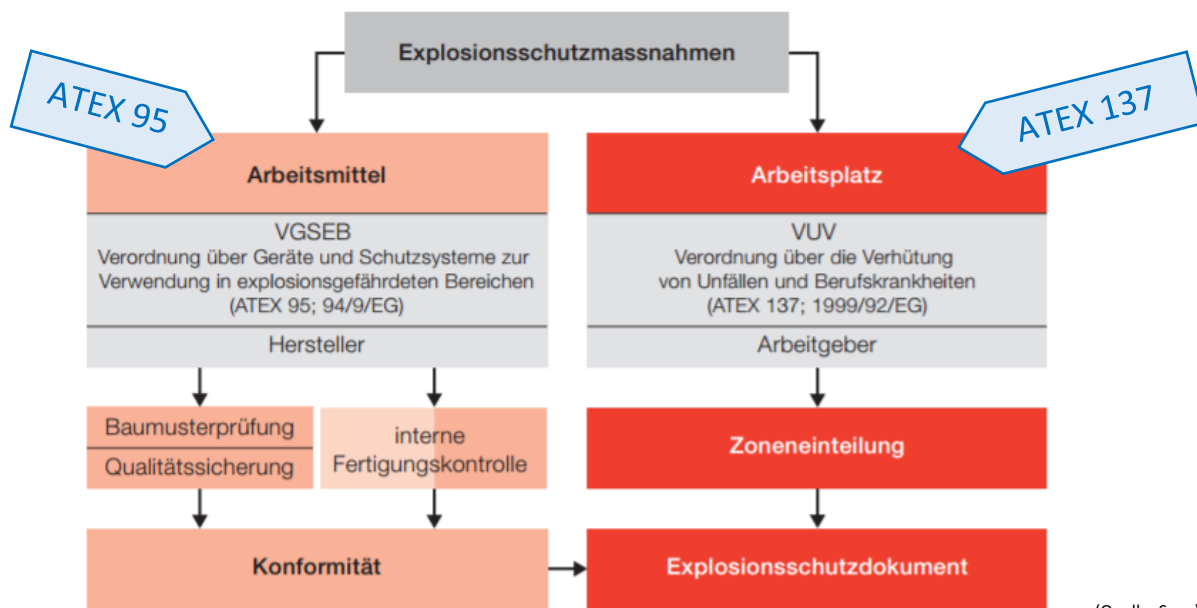 Explosionsschutzmassnahmen
ATEX 95
ATEX 137
Arbeitsmittel
VGSEB
Verordnung über Geräte und Schutzsysteme zur
Verwendung in explosionsgefährdeten Bereichen
(ATEX 95; 94/9/EG)
Hersteller
Arbeitsplatz
VUV
Verordnung über die Verhütung
von Unfällen und Berufskrankheiten
(ATEX 137; 1999/92/EG)
Arbeitgeber
Baumusterprüfung
Qualitätssicherung
interne
Fertigungskontrolle
Zoneneinteilung
Konformität
Explosionsschutzdokument